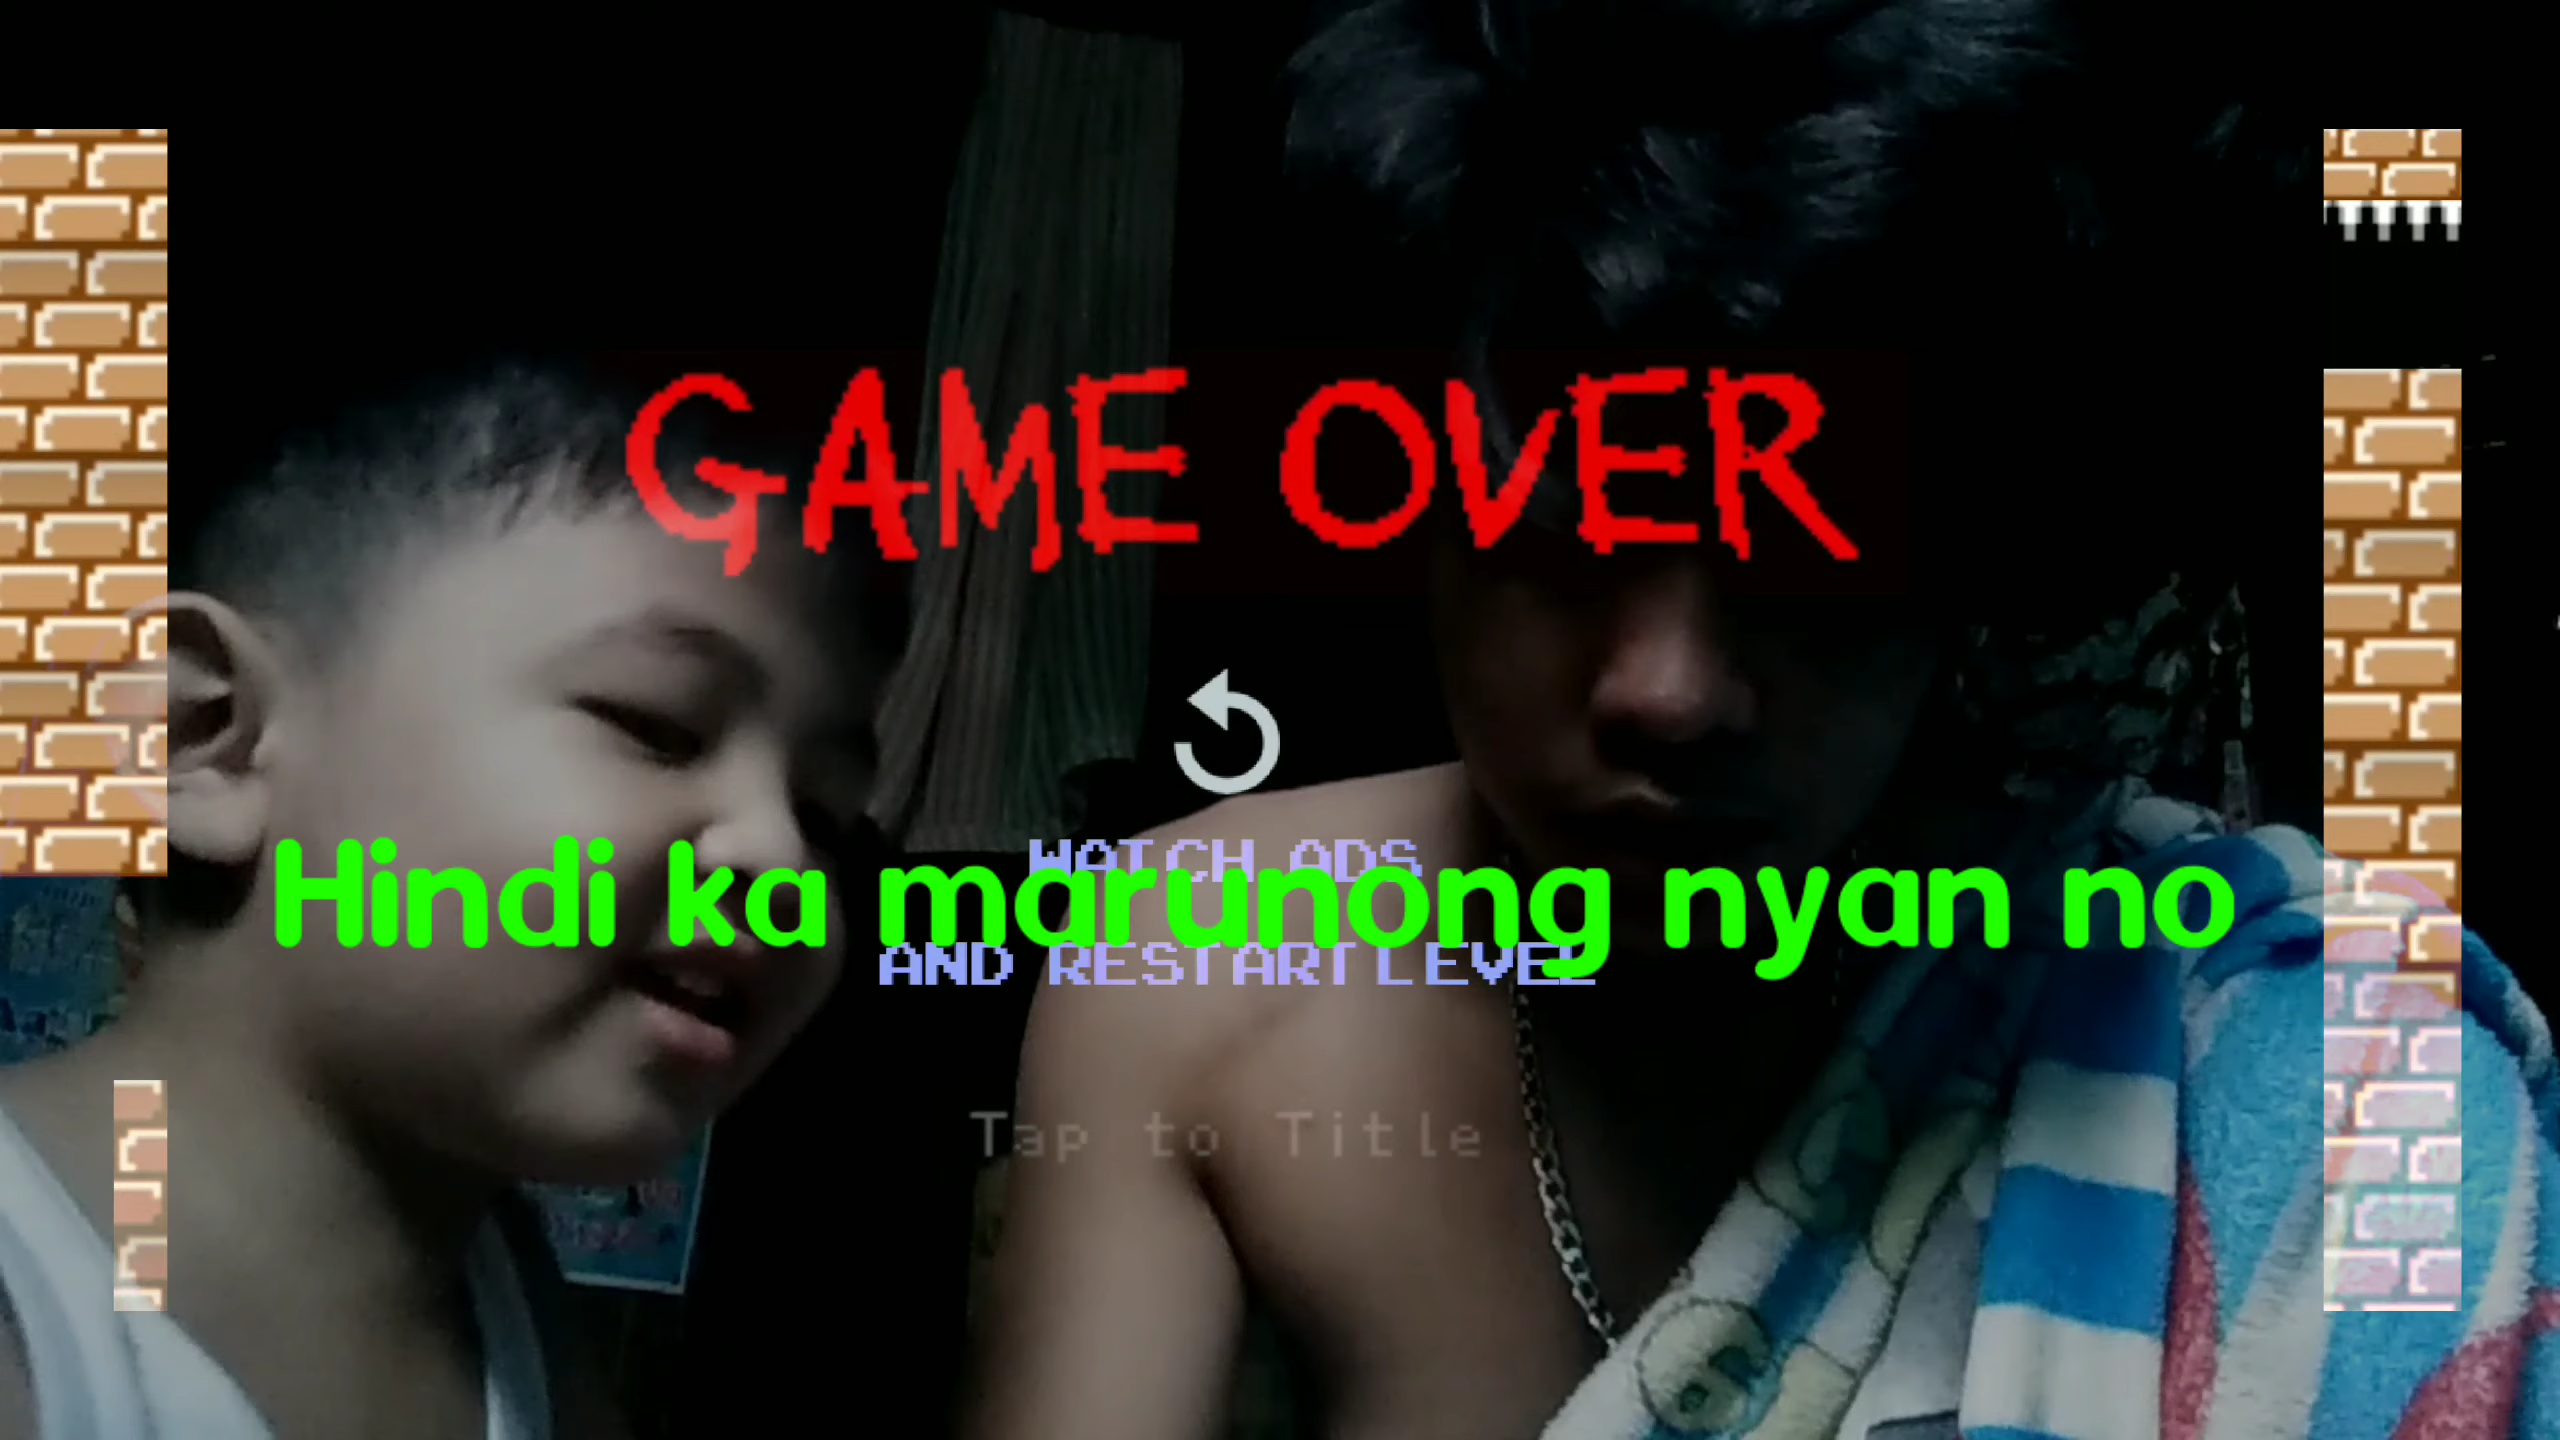 GAME OVER
WATCH ADS
Hindi ka marunong nyan no
AND RESTART LEVEL
Tap to Title